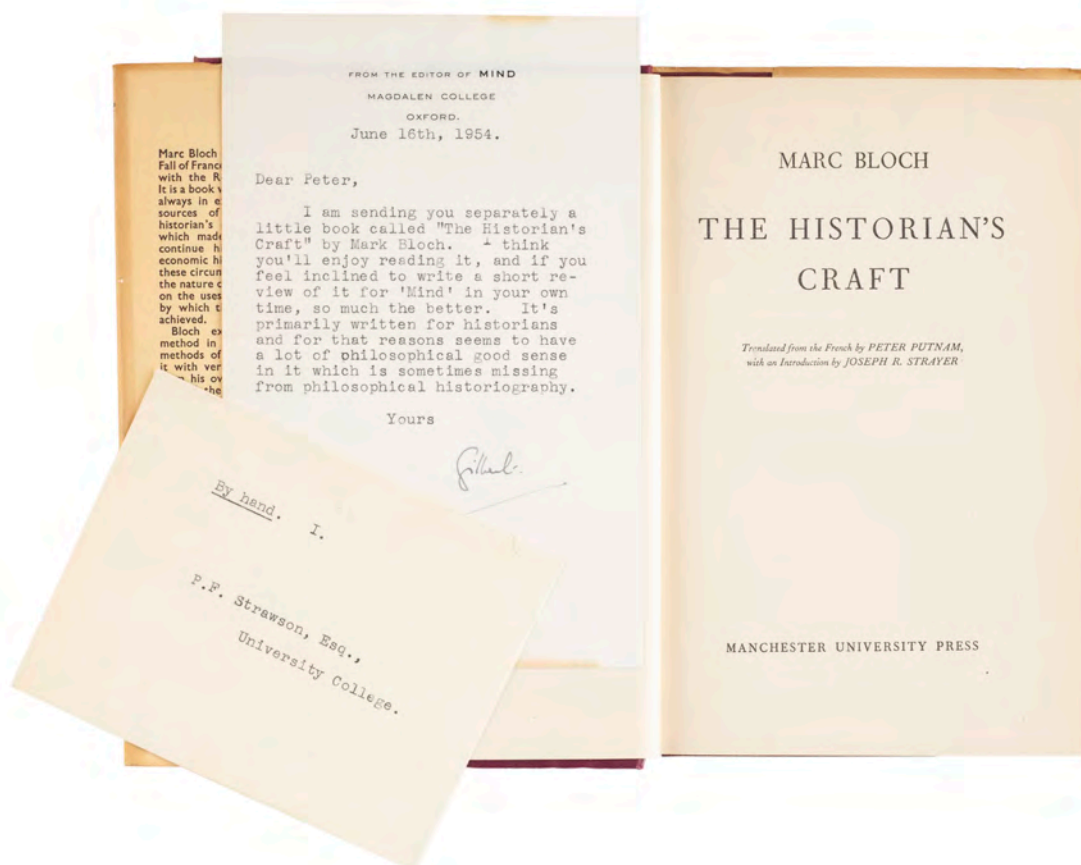 Marc Bloch
Fall of France
with the R
It is a book
always in e
sources of
historian's
which made
continue h
economic hi
these circum
the nature
on the uses
by which t
achieved.
Bloch ex
method in
methods of
it with ver
his ov
the
FROM THE EDITOR OF MIND
MAGDALEN COLLEGE
OXFORD.
June 16th, 1954.
Dear Peter,
I am sending you separately a
little book called "The Historian's
Craft" by Mark Bloch. I think
you'll enjoy reading it, and if you
feel inclined to write a short re-
view of it for 'Mind' in your own
time, so much the better. It's
primarily written for historians
and for that reasons seems to have
a lot of philosophical good sense
in it which is sometimes missing
from philosophical historiography.
Yours
Gilbert.
By hand. I.
P.F. Strawson, Esq.,
University College.
MARC BLOCH
THE HISTORIAN'S
CRAFT
Translated from the French by PETER PUTNAM,
with an Introduction by JOSEPH R. STRAYER
MANCHESTER UNIVERSITY PRESS